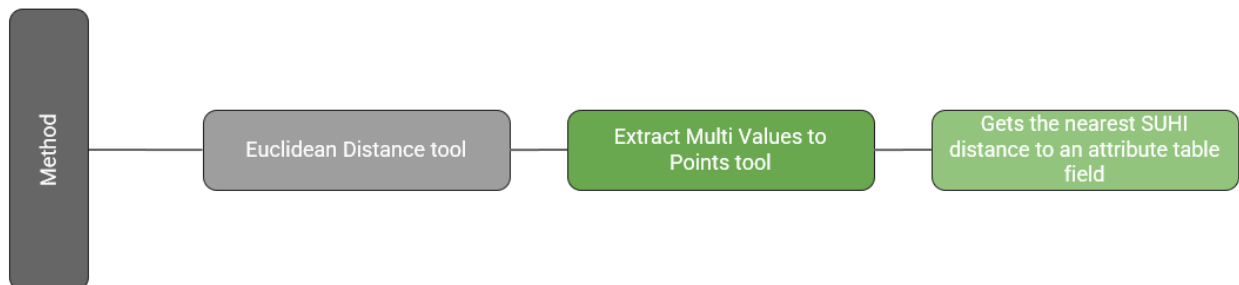 Method
Euclidean Distance tool
Extract Multi Values to
Points tool
Gets the nearest SUHI
distance to an attribute table
field